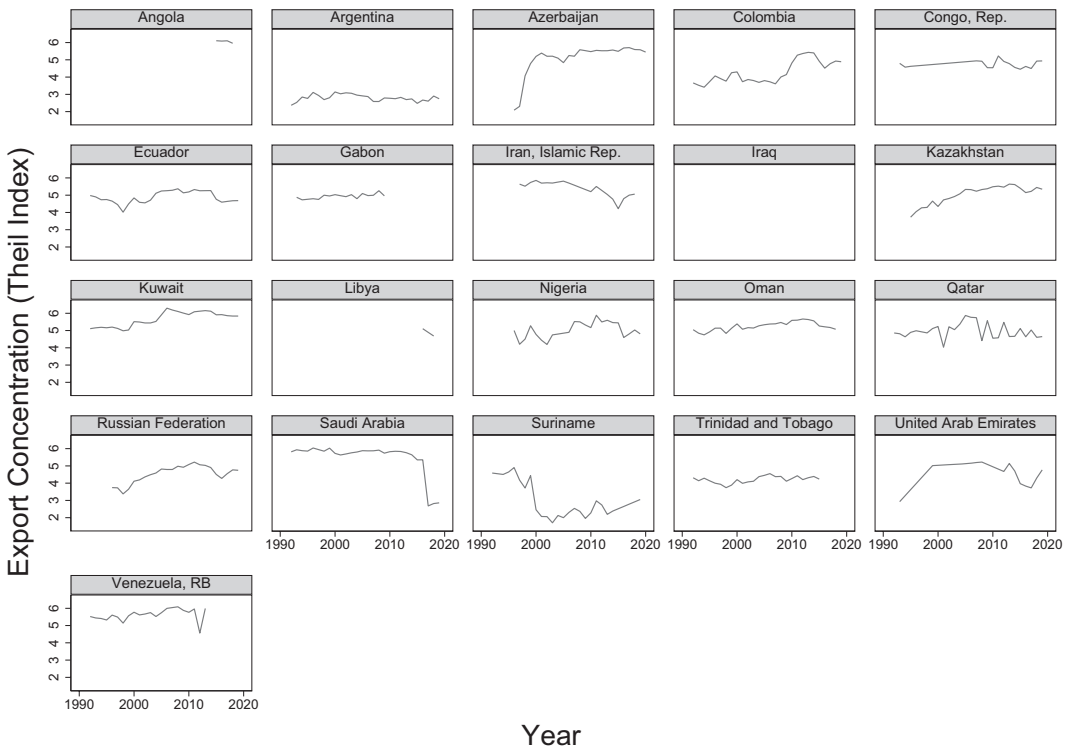 Angola Argentina Azerbaijan Colombia Congo, Rep.
6
5
4
3
2
Ecuador Gabon Iran, Islamic Rep. Iraq Kazakhstan
6
5
4
3
2
Kuwait Libya Nigeria Oman Qatar
6
5
4
3
2
Russian Federation Saudi Arabia Suriname Trinidad and Tobago United Arab Emirates
6
5
4
3
2
1990 2000 2010 2020 1990 2000 2010 2020 1990 2000 2010 2020 1990 2000 2010 2020
Venezuela, RB
6
5
4
3
2
1990 2000 2010 2020
Export Concentration (Theil Index)
Year